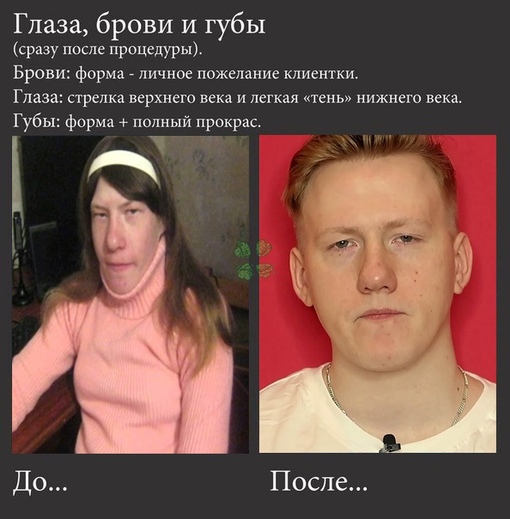 Глаза, брови и губы
(сразу после процедуры).
Брови: форма - личное пожелание клиентки.
Глаза: стрелка верхнего века и легкая «тень» нижнего века.
Губы: форма + полный прокрас.
До...
После...